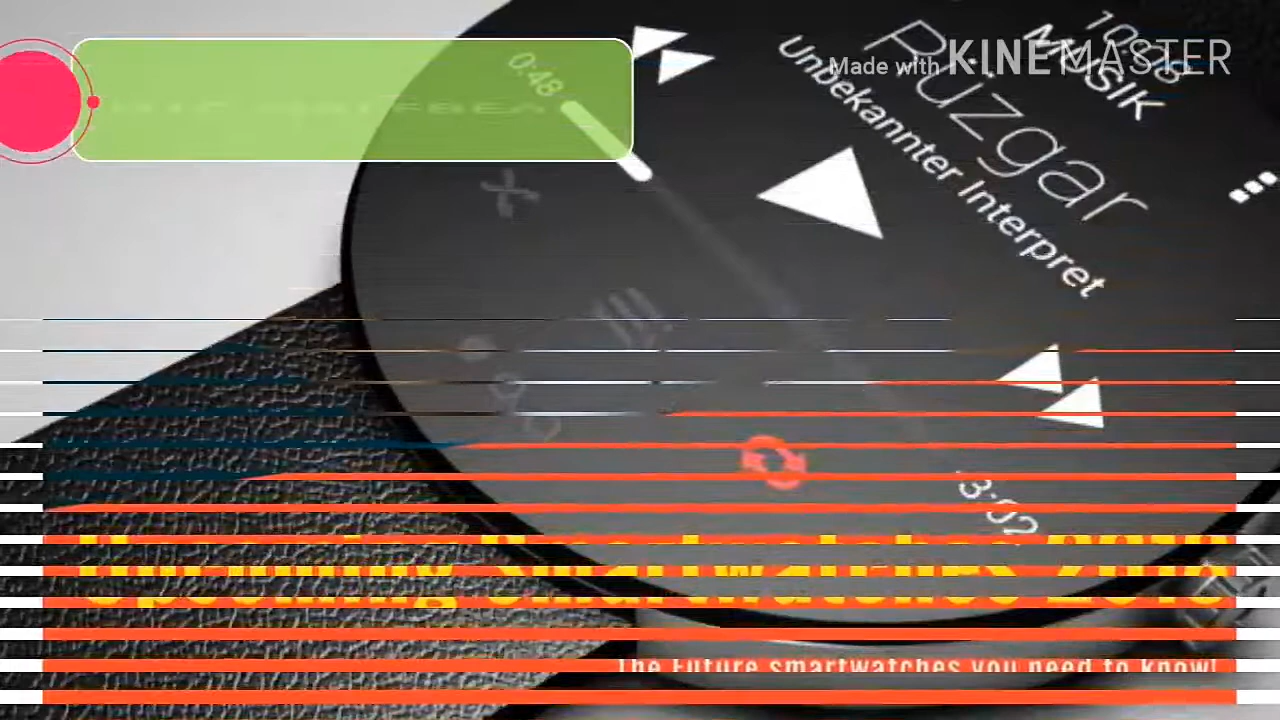 Made with KINEMASTER
10:08
MUSIK
Rüzgar
Unbekannter Interpret
0:48
3:02
Upcoming Smartwatches 2018
The Future smartwatches you need to know!